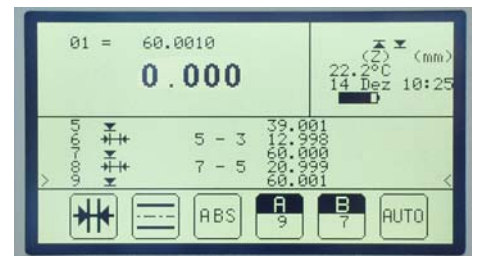 01 = 60.0010
0.000
(Z) (mm)
22.2°C
14 Dez 10:25
5 39.001
6 5 - 3 12.998
7 60.000
8 7 - 5 20.999
> 9 60.001 <
ABS A 9 B 7 AUTO